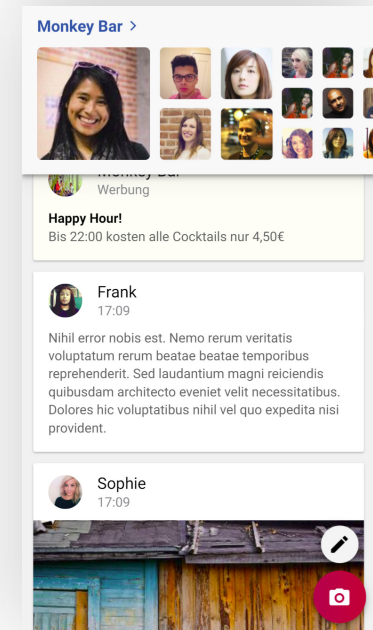 Monkey Bar >
Monkey Bar
Werbung
Happy Hour!
Bis 22:00 kosten alle Cocktails nur 4,50€
Frank
17:09
Nihil error nobis est. Nemo rerum veritatis
voluptatum rerum beatae beatae temporibus
reprehenderit. Sed laudantium magni reiciendis
quibusdam architecto eveniet velit necessitatibus.
Dolores hic voluptatibus nihil vel quo expedita nisi
provident.
Sophie
17:09